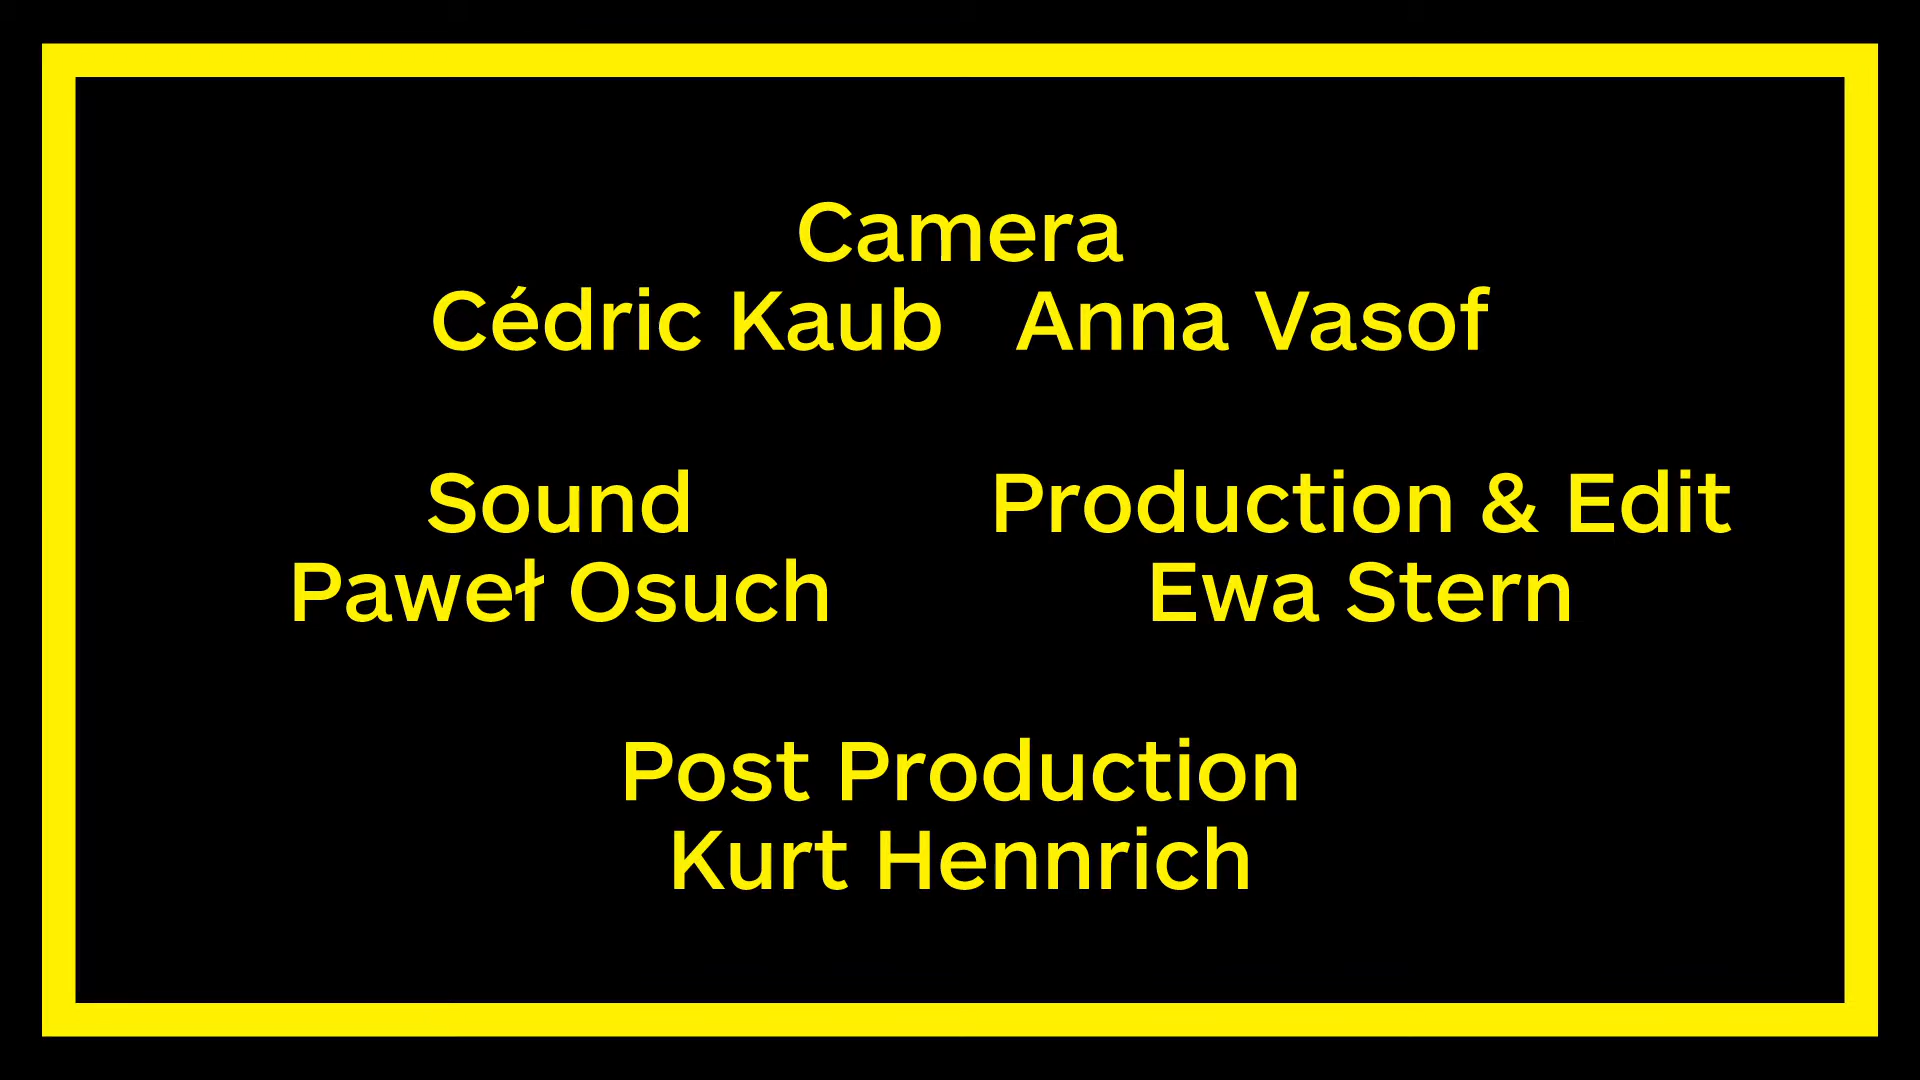 Camera
Cédric Kaub Anna Vasof
Sound
Paweł Osuch
Production & Edit
Ewa Stern
Post Production
Kurt Hennrich